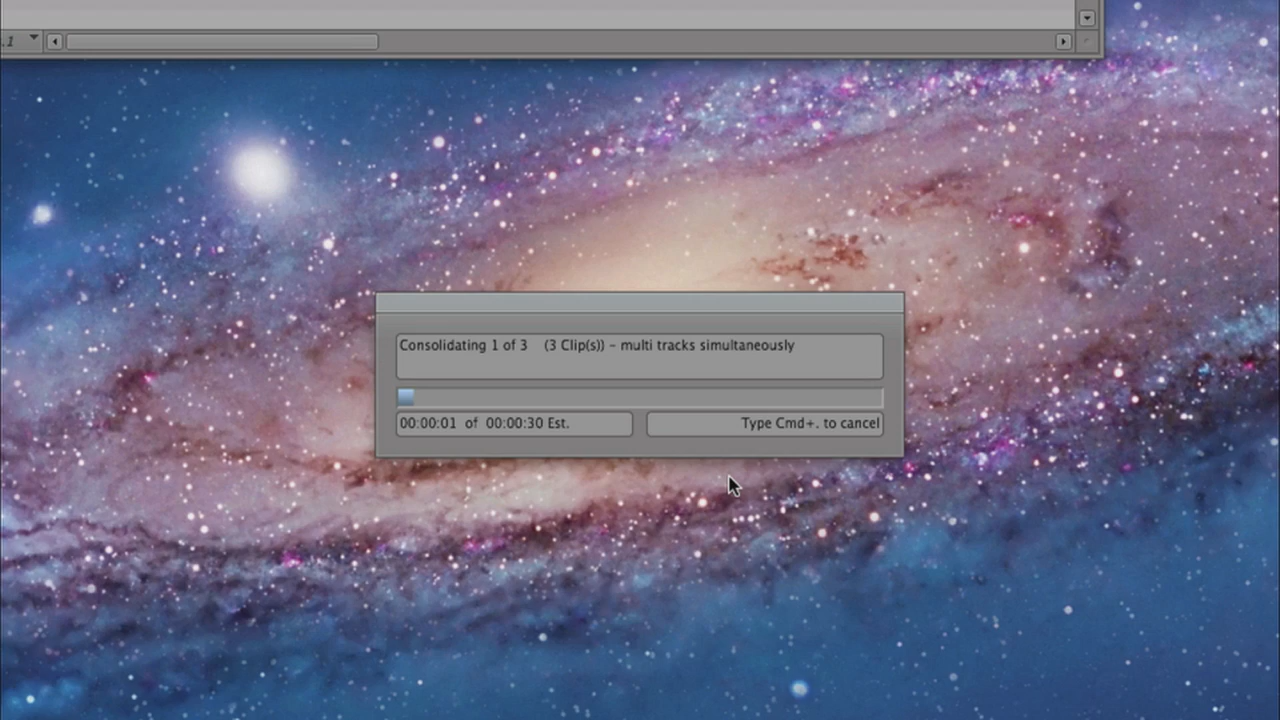 .1
Consolidating 1 of 3 (3 Clip(s)) - multi tracks simultaneously
00:00:01 of 00:00:30 Est.
Type Cmd+. to cancel